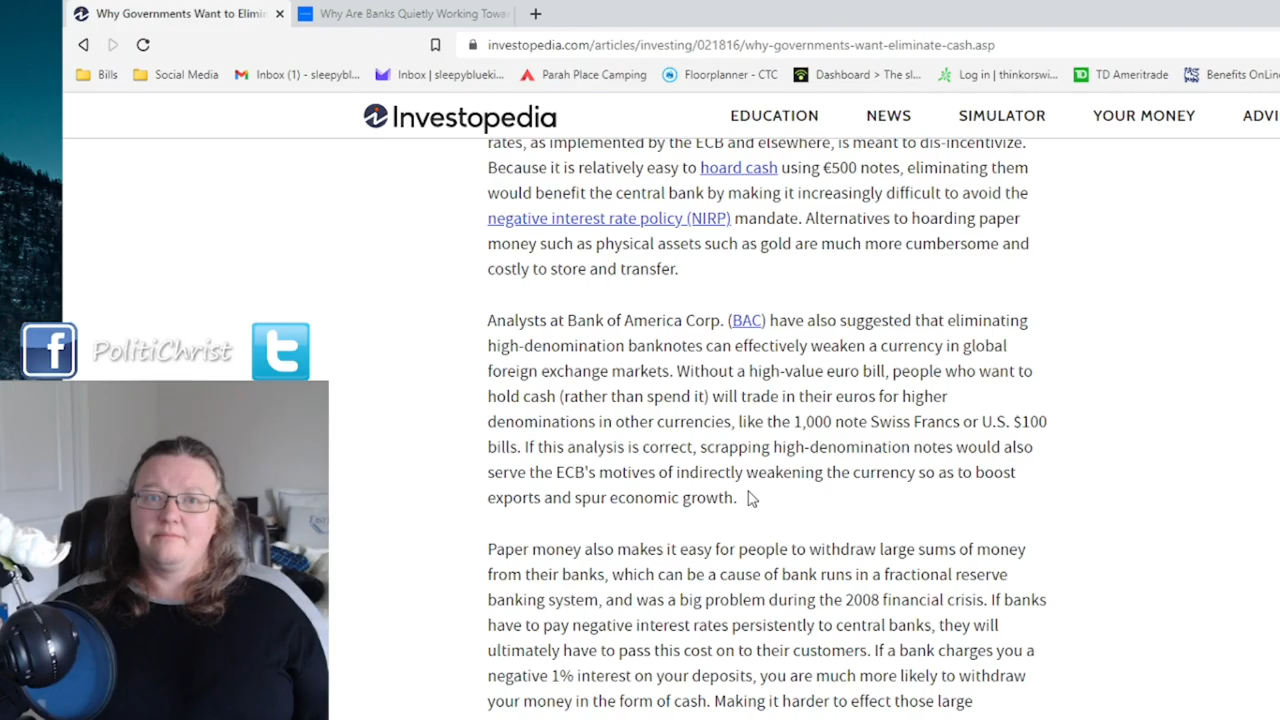 Why Governments Want to Elimin
Why Are Banks Quietly Working Towa
investopedia.com/articles/investing/021816/why-governments-want-eliminate-cash.asp
Bills
Social Media
Inbox (1) - sleepybl...
Inbox | sleepyblueki...
Parah Place Camping
Floorplanner - CTC
Dashboard > The sl...
Log in | thinkorswi...
TD Ameritrade
Benefits OnLin
Investopedia
EDUCATION
NEWS
SIMULATOR
YOUR MONEY
ADVI
rates, as implemented by the ECB and elsewhere, is meant to dis-incentivize.
Because it is relatively easy to hoard cash using €500 notes, eliminating them
would benefit the central bank by making it increasingly difficult to avoid the
negative interest rate policy (NIRP) mandate. Alternatives to hoarding paper
money such as physical assets such as gold are much more cumbersome and
costly to store and transfer.
Analysts at Bank of America Corp. (BAC) have also suggested that eliminating
high-denomination banknotes can effectively weaken a currency in global
foreign exchange markets. Without a high-value euro bill, people who want to
hold cash (rather than spend it) will trade in their euros for higher
denominations in other currencies, like the 1,000 note Swiss Francs or U.S. $100
bills. If this analysis is correct, scrapping high-denomination notes would also
serve the ECB's motives of indirectly weakening the currency so as to boost
exports and spur economic growth.
Paper money also makes it easy for people to withdraw large sums of money
from their banks, which can be a cause of bank runs in a fractional reserve
banking system, and was a big problem during the 2008 financial crisis. If banks
have to pay negative interest rates persistently to central banks, they will
ultimately have to pass this cost on to their customers. If a bank charges you a
negative 1% interest on your deposits, you are much more likely to withdraw
your money in the form of cash. Making it harder to effect those large
f
PolitiChrist
t